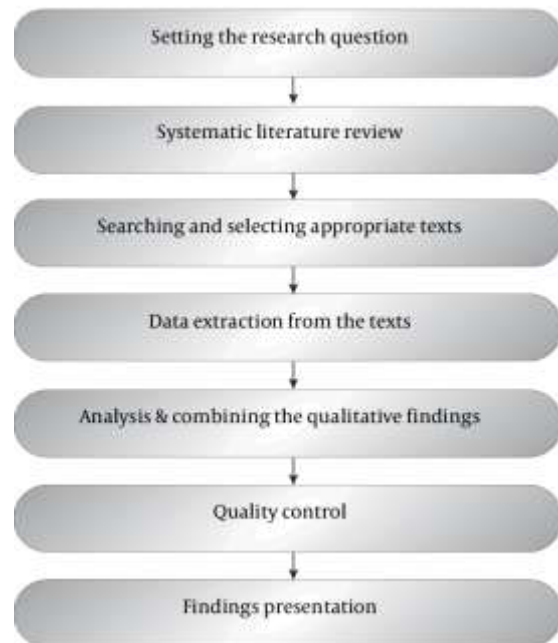 Setting the research question
Systematic literature review
Searching and selecting appropriate texts
Data extraction from the texts
Analysis & combining the qualitative findings
Quality control
Findings presentation